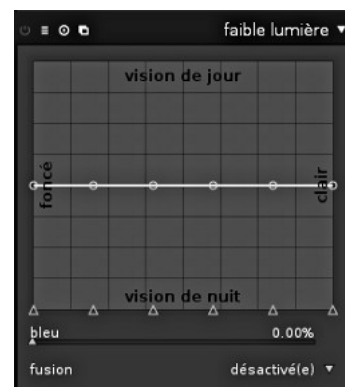 faible lumière
vision de jour
foncé
clair
vision de nuit
bleu 0.00%
fusion désactivé(e)